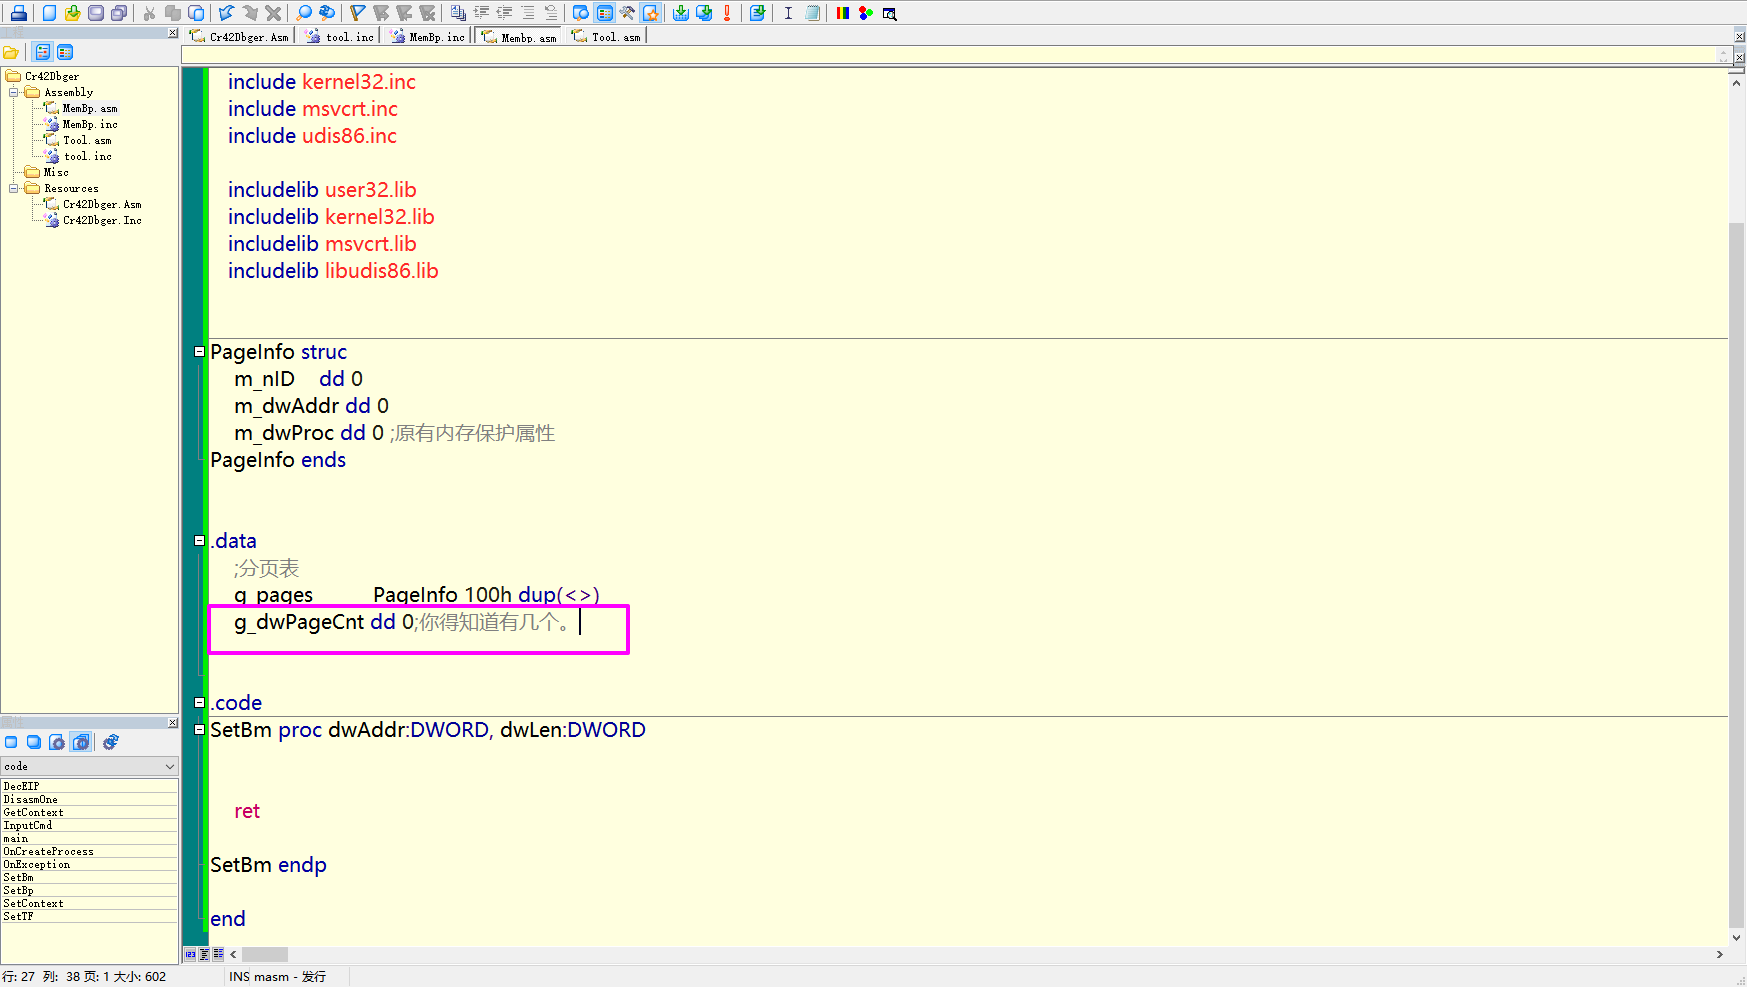 工程
Cr42Dbger.Asm
tool.inc
MemBp.inc
Membp.asm
Tool.asm
Cr42Dbger
Assembly
MemBp.asm
MemBp.inc
Tool.asm
tool.inc
Misc
Resources
Cr42Dbger.Asm
Cr42Dbger.Inc
include kernel32.inc
include msvcrt.inc
include udis86.inc
includelib user32.lib
includelib kernel32.lib
includelib msvcrt.lib
includelib libudis86.lib
PageInfo struc
m_nID dd 0
m_dwAddr dd 0
m_dwProc dd 0 ;原有内存保护属性
PageInfo ends
.data
;分页表
g_pages PageInfo 100h dup(<>)
g_dwPageCnt dd 0;你得知道有几个。
.code
SetBm proc dwAddr:DWORD, dwLen:DWORD
ret
SetBm endp
end
属性
code
DecEIP
DisasmOne
GetContext
InputCmd
main
OnCreateProcess
OnException
SetBm
SetBp
SetContext
SetTF
行: 27 列: 38 页: 1 大小: 602
INS masm - 发行